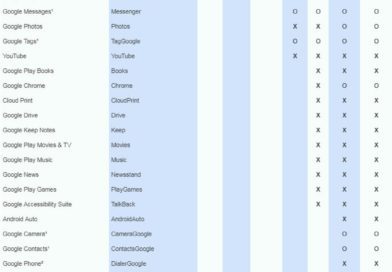 Google Messages¹ Messenger O O O O
Google Photos Photos X X O O
Google Tags¹ TagGoogle O O O O
YouTube YouTube X X X X
Google Play Books Books X X X
Google Chrome Chrome X O O
Cloud Print CloudPrint X X X
Google Drive Drive X X X
Google Keep Notes Keep X X X
Google Play Movies & TV Movies X X X
Google Play Music Music X X X
Google News Newsstand X X X
Google Play Games PlayGames X X X
Google Accessibility Suite TalkBack X X X
Android Auto AndroidAuto X X
Google Camera¹ CameraGoogle O O
Google Contacts¹ ContactsGoogle O O
Google Phone² DialerGoogle X X